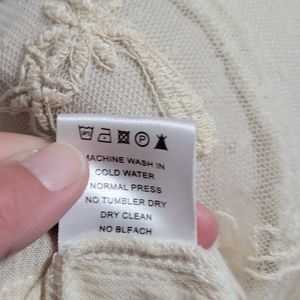 MACHINE WASH IN
COLD WATER
NORMAL PRESS
NO TUMBLER DRY
DRY CLEAN
NO BLEACH